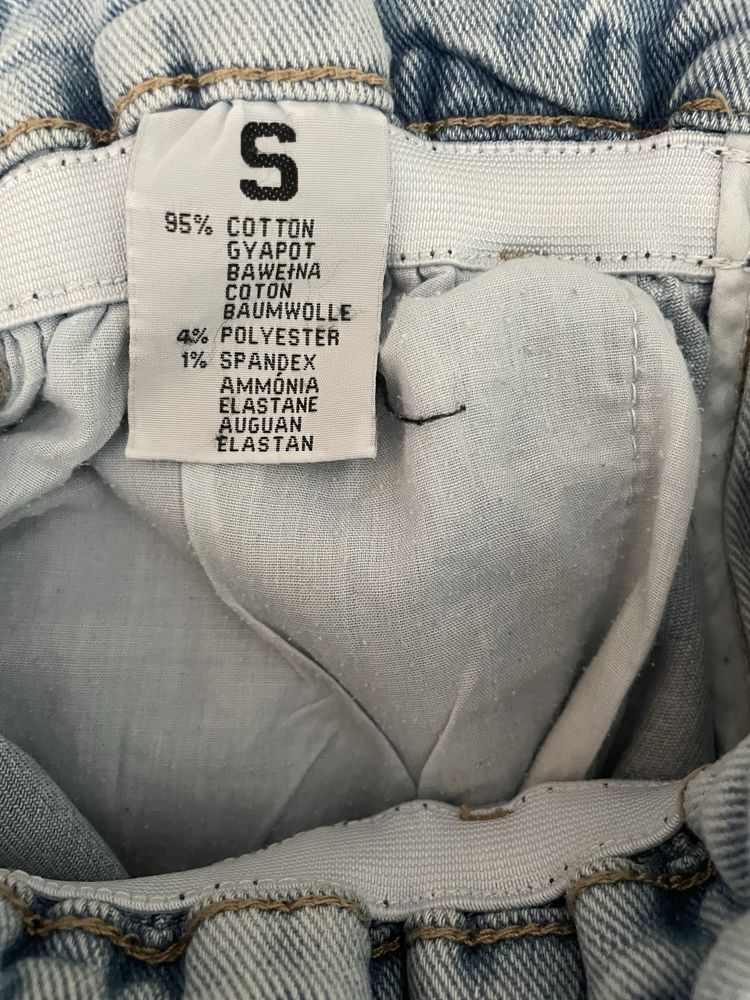 S
95% COTTON
GYAPOT
BAWEŁNA
COTON
BAUMWOLLE
4% POLYESTER
1% SPANDEX
AMMÓNIA
ELASTANE
AUGUAN
ELASTAN